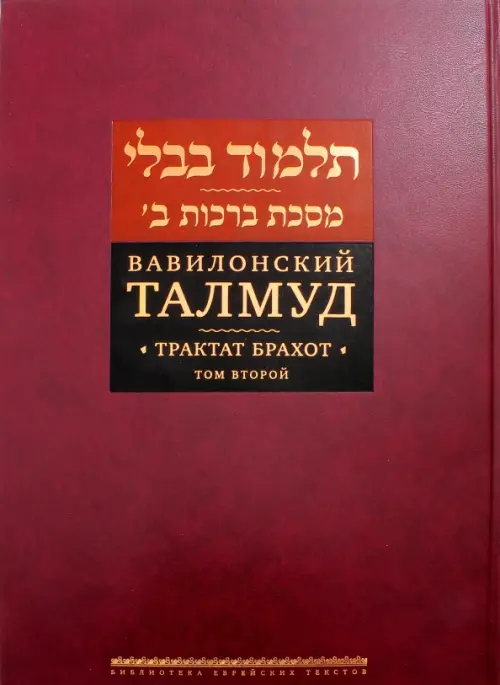 תלמוד בבלי
מסכת ברכות ב'
ВАВИЛОНСКИЙ
ТАЛМУД
ТРАКТАТ БРАХОТ
ТОМ ВТОРОЙ
БИБЛИОТЕКА ЕВРЕЙСКИХ ТЕКСТОВ